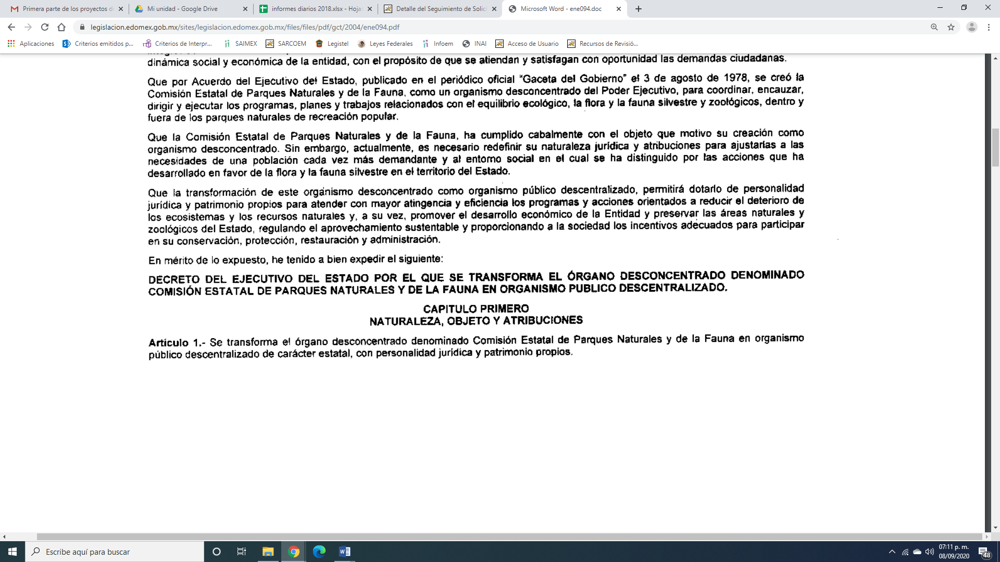 Primera parte de los proyectos d
Mi unidad - Google Drive
informes diarios 2018.xlsx - Hoja
Detalle del Seguimiento de Solici
Microsoft Word - ene094.doc
legislacion.edomex.gob.mx/sites/legislacion.edomex.gob.mx/files/files/pdf/gct/2004/ene094.pdf
Aplicaciones
Criterios emitidos p...
Criterios de Interpr...
SAIMEX
SARCOEM
Legistel
Leyes Federales
Infoem
INAI
Acceso de Usuario
Recursos de Revisió...
dinámica social y económica de la entidad, con el propósito de que se atiendan y satisfagan con oportunidad las demandas ciudadanas.
Que por Acuerdo del Ejecutivo del Estado, publicado en el periódico oficial "Gaceta del Gobierno" el 3 de agosto de 1978, se creó la
Comisión Estatal de Parques Naturales y de la Fauna, como un organismo desconcentrado del Poder Ejecutivo, para coordinar, encauzar,
dirigir y ejecutar los programas, planes y trabajos relacionados con el equilibrio ecológico, la flora y la fauna silvestre y zoológicos, dentro y
fuera de los parques naturales de recreación popular.
Que la Comisión Estatal de Parques Naturales y de la Fauna, ha cumplido cabalmente con el objeto que motivo su creación como
organismo desconcentrado. Sin embargo, actualmente, es necesario redefinir su naturaleza jurídica y atribuciones para ajustarlas a las
necesidades de una población cada vez más demandante y al entorno social en el cual se ha distinguido por las acciones que ha
desarrollado en favor de la flora y la fauna silvestre en el territorio del Estado.
Que la transformación de este organismo desconcentrado como organismo público descentralizado, permitirá dotarlo de personalidad
jurídica y patrimonio propios para atender con mayor atingencia y eficiencia los programas y acciones orientados a reducir el deterioro de
los ecosistemas y los recursos naturales y, a su vez, promover el desarrollo económico de la Entidad y preservar las áreas naturales y
zoológicos del Estado, regulando el aprovechamiento sustentable y proporcionando a la sociedad los incentivos adecuados para participar
en su conservación, protección, restauración y administración.
En mérito de lo expuesto, he tenido a bien expedir el siguiente:
DECRETO DEL EJECUTIVO DEL ESTADO POR EL QUE SE TRANSFORMA EL ÓRGANO DESCONCENTRADO DENOMINADO
COMISIÓN ESTATAL DE PARQUES NATURALES Y DE LA FAUNA EN ORGANISMO PUBLICO DESCENTRALIZADO.
CAPITULO PRIMERO
NATURALEZA, OBJETO Y ATRIBUCIONES
Artículo 1.- Se transforma el órgano desconcentrado denominado Comisión Estatal de Parques Naturales y de la Fauna en organismo
público descentralizado de carácter estatal, con personalidad jurídica y patrimonio propios.
Escribe aquí para buscar
07:11 p. m.
08/09/2020
48